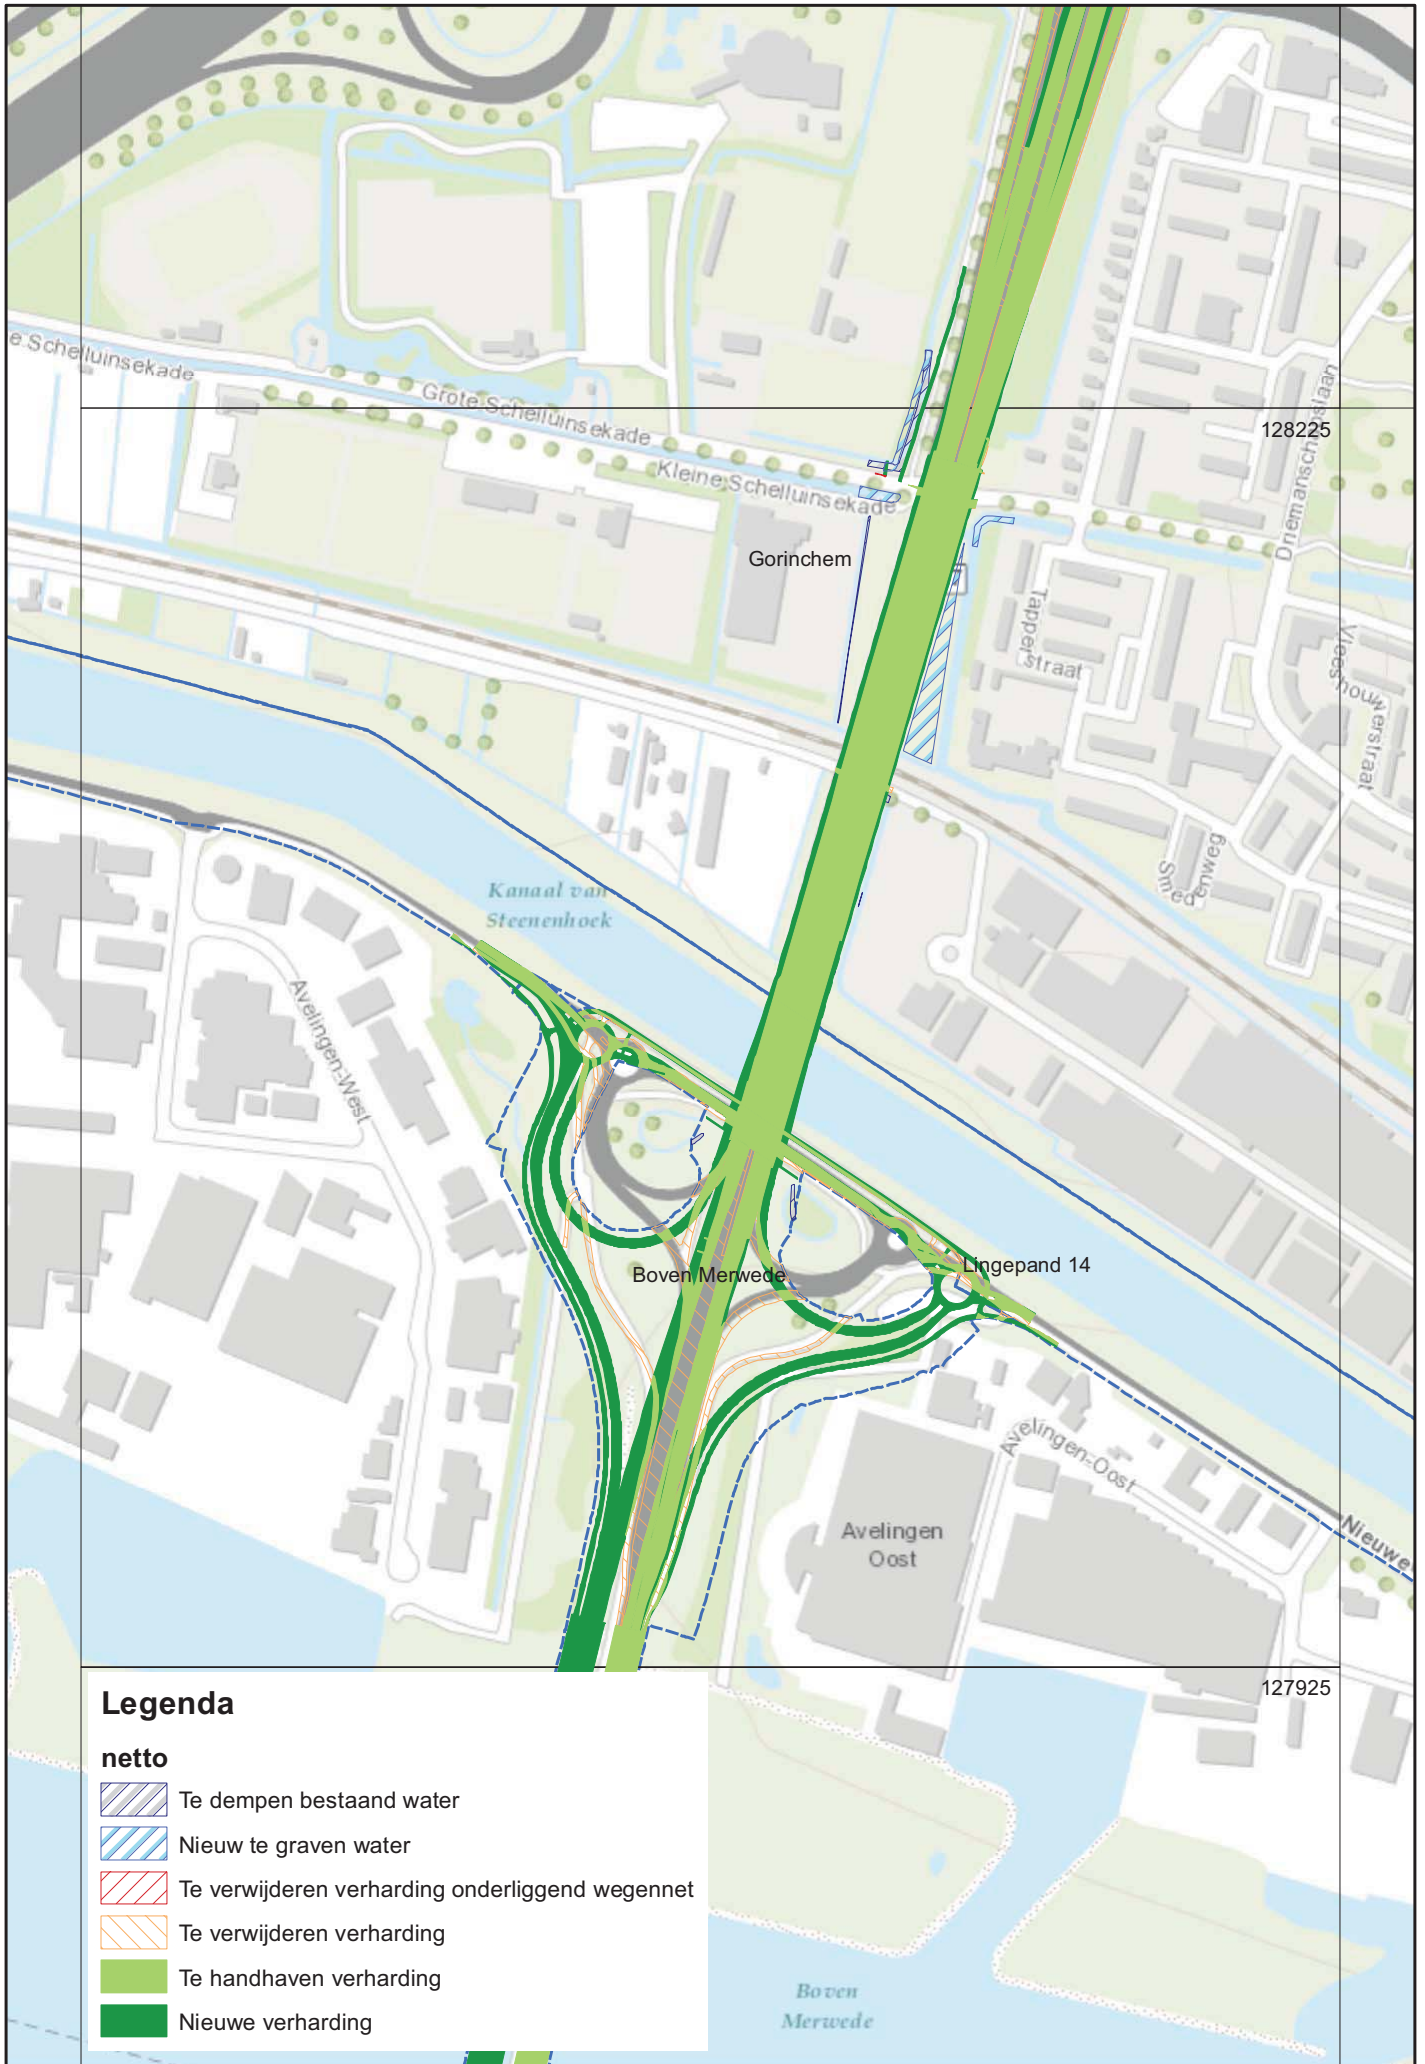 e Schelluinsekade
Grote Schelluinsekade
128225
Kleine Schelluinsekade
Driemanschapslaan
Gorinchem
Tapperstraat
Vleeshouwerstraat
Smedenweg
Kanaal van
Steenenhoek
Avelingen-West
Boven Merwede
Lingepand 14
Avelingen-Oost
Avelingen
Oost
Nieuwe
127925
Legenda
netto
Te dempen bestaand water
Nieuw te graven water
Te verwijderen verharding onderliggend wegennet
Te verwijderen verharding
Te handhaven verharding
Nieuwe verharding
Boven
Merwede